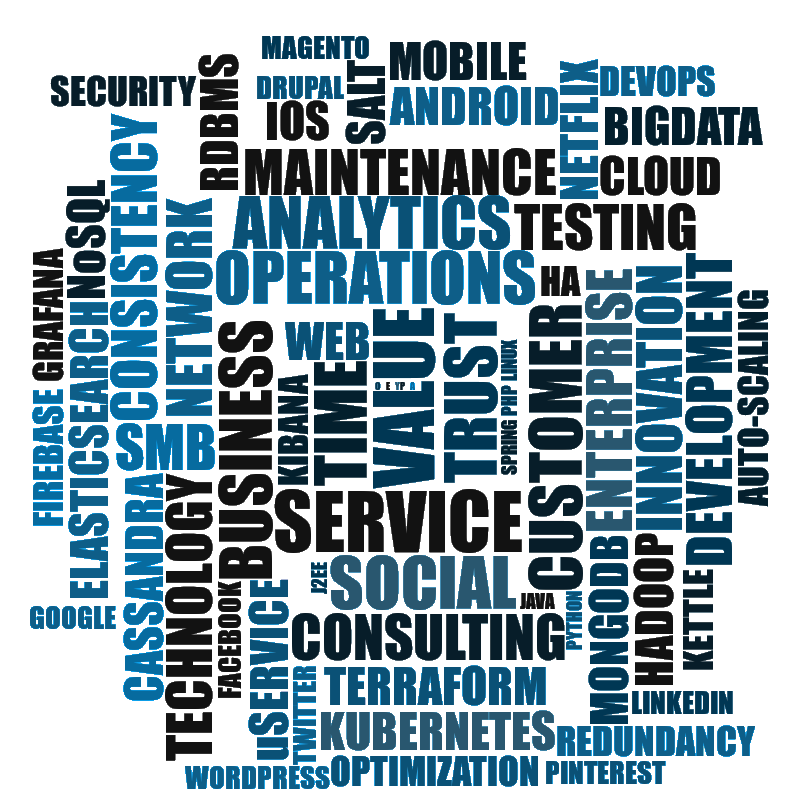 MAGENTO
MOBILE
SECURITY
RDBMS
DRUPAL
SALT
ANDROID
NETFLIX
DEVOPS
IOS
BIGDATA
MAINTENANCE
CLOUD
CONSISTENCY
NoSQL
NETWORK
ANALYTICS
TESTING
OPERATIONS
HA
GRAFANA
ENTERPRISE
INNOVATION
DEVELOPMENT
AUTO-SCALING
ELASTICSEARCH
BUSINESS
WEB
VALUE
TRUST
SPRING PHP LINUX
CUSTOMER
KIBANA
TIME
FIREBASE
SMB
CASSANDRA
TECHNOLOGY
SERVICE
SOCIAL
J2EE
JAVA
PYTHON
MONGODB
HADOOP
KETTLE
GOOGLE
FACEBOOK
uSERVICE
CONSULTING
TWITTER
TERRAFORM
LINKEDIN
KUBERNETES
REDUNDANCY
WORDPRESS
OPTIMIZATION
PINTEREST